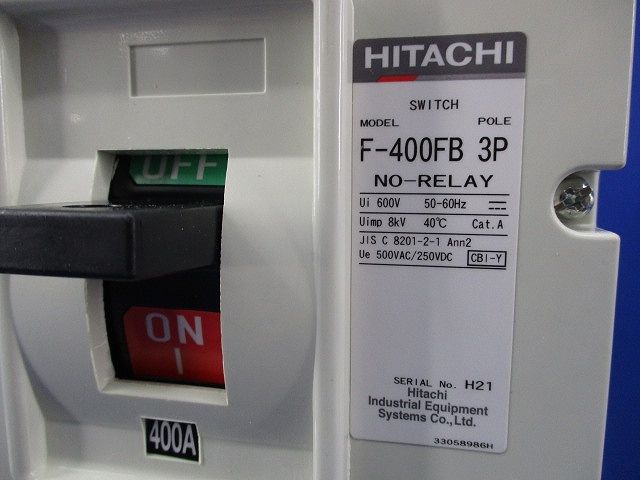 OFF
ON
I
400A
HITACHI
SWITCH
MODEL POLE
F-400FB 3P
NO-RELAY
Ui 600V 50-60Hz
Uimp 8kV 40℃ Cat.A
JIS C 8201-2-1 Ann2
Ue 500VAC/250VDC CBI-Y
SERIAL No. H21
Hitachi
Industrial Equipment
Systems Co.,Ltd.
33058986H